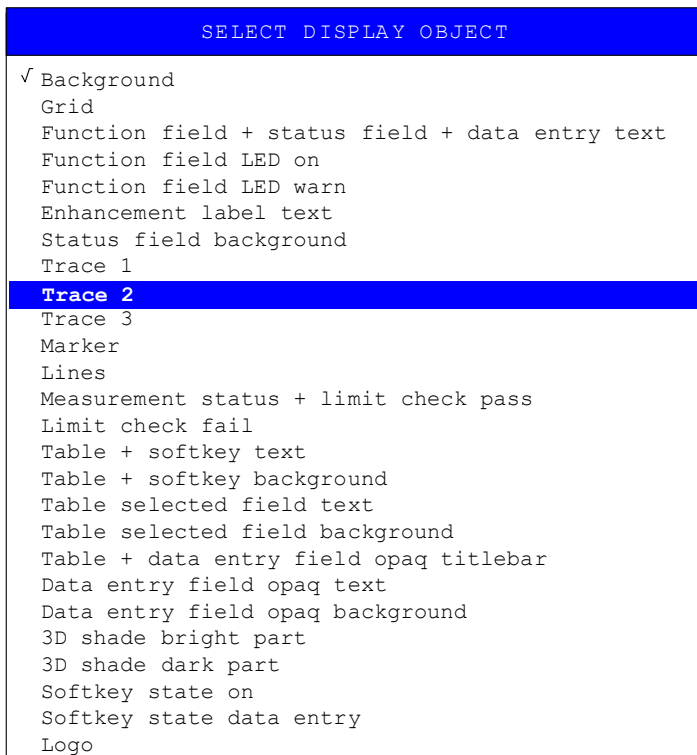 SELECT DISPLAY OBJECT
√ Background
Grid
Function field + status field + data entry text
Function field LED on
Function field LED warn
Enhancement label text
Status field background
Trace 1
Trace 2
Trace 3
Marker
Lines
Measurement status + limit check pass
Limit check fail
Table + softkey text
Table + softkey background
Table selected field text
Table selected field background
Table + data entry field opaq titlebar
Data entry field opaq text
Data entry field opaq background
3D shade bright part
3D shade dark part
Softkey state on
Softkey state data entry
Logo